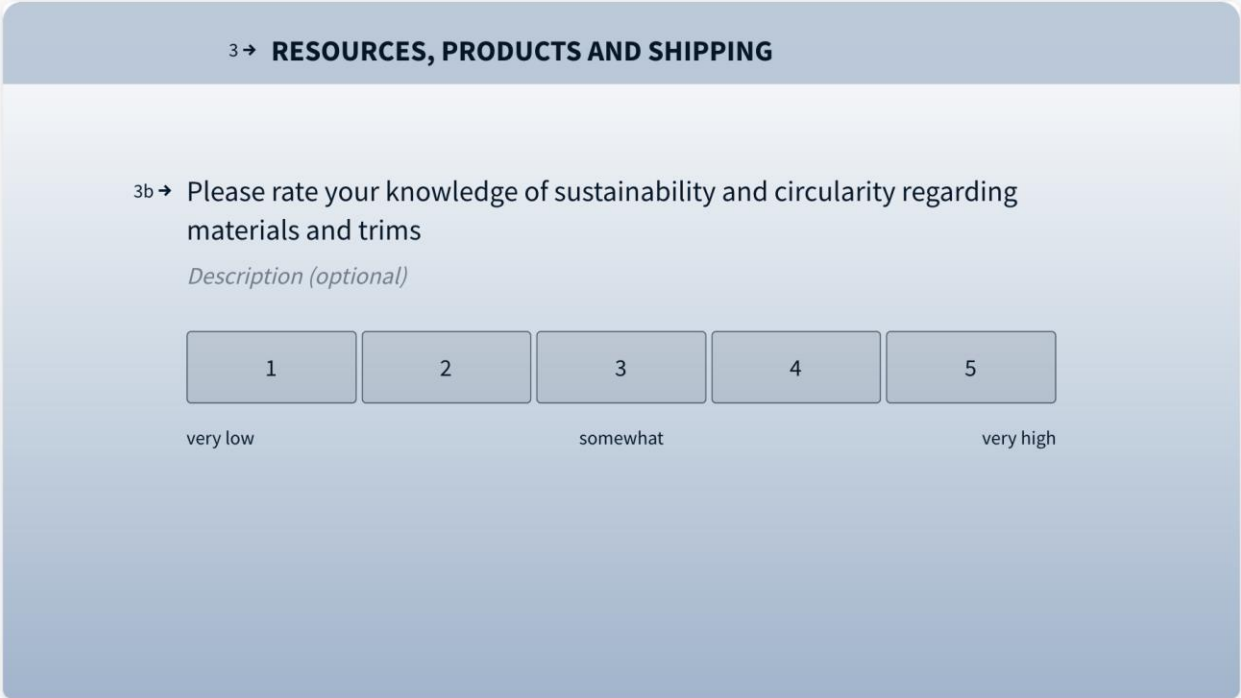 3→ RESOURCES, PRODUCTS AND SHIPPING
3b→ Please rate your knowledge of sustainability and circularity regarding
materials and trims
Description (optional)
1 2 3 4 5
very low somewhat very high